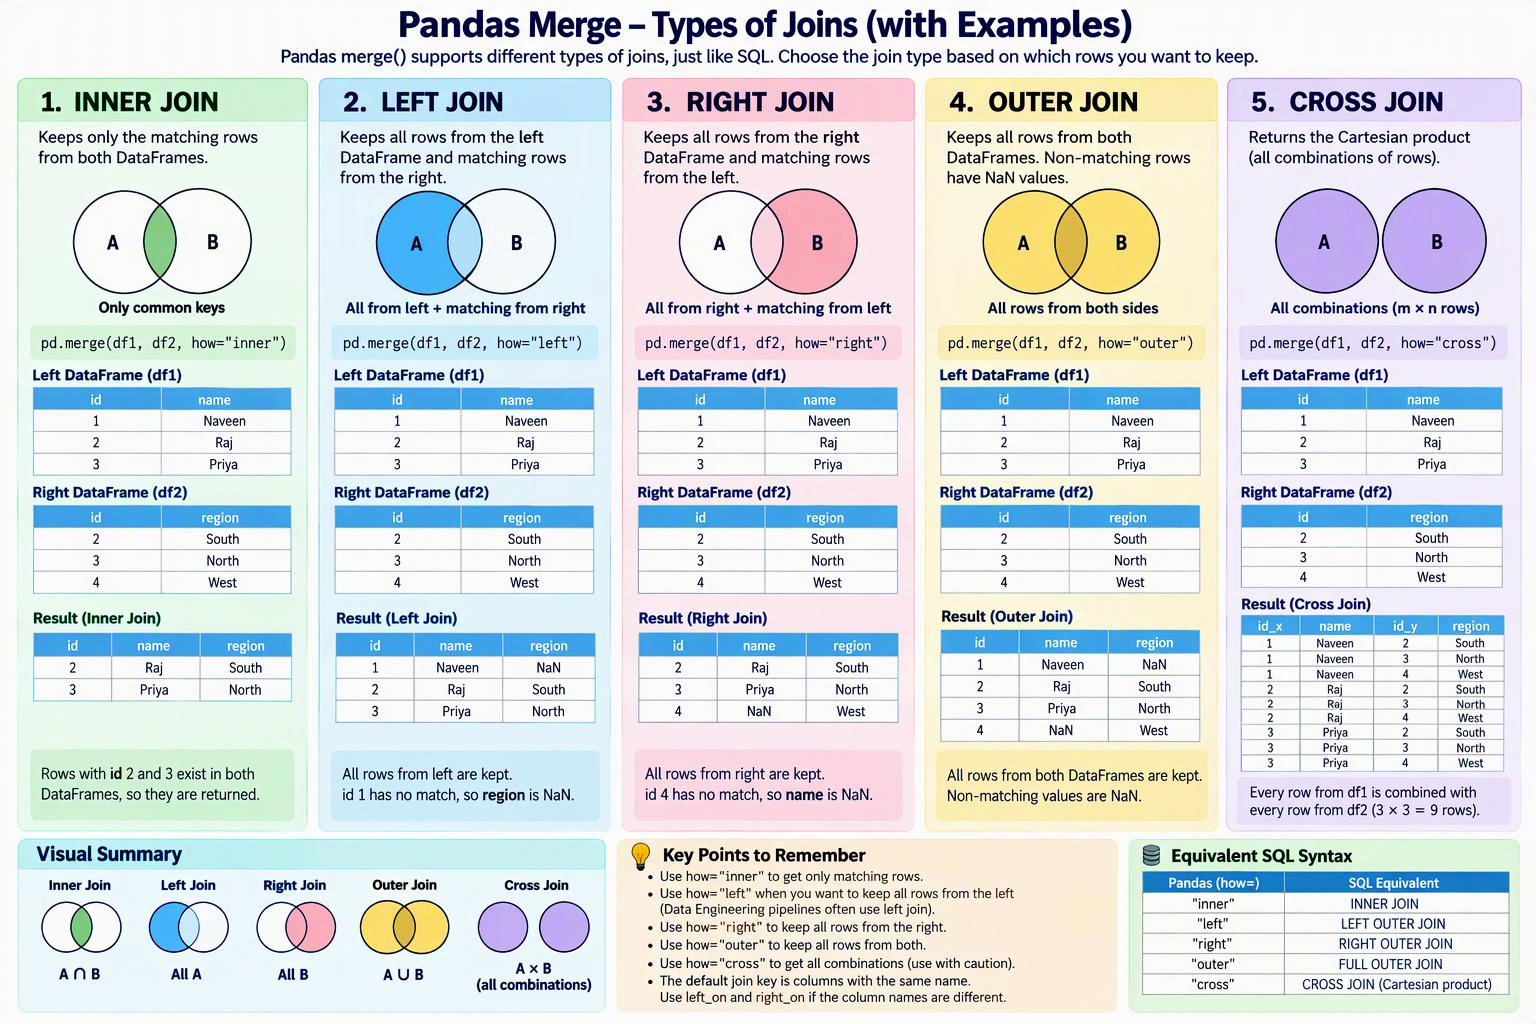 Pandas Merge – Types of Joins (with Examples)
Pandas merge() supports different types of joins, just like SQL. Choose the join type based on which rows you want to keep.
1. INNER JOIN
Keeps only the matching rows
from both DataFrames.
A B
Only common keys
pd.merge(df1, df2, how="inner")
Left DataFrame (df1)
id name
1 Naveen
2 Raj
3 Priya
Right DataFrame (df2)
id region
2 South
3 North
4 West
Result (Inner Join)
id name region
2 Raj South
3 Priya North
Rows with id 2 and 3 exist in both
DataFrames, so they are returned.
2. LEFT JOIN
Keeps all rows from the left
DataFrame and matching rows
from the right.
A B
All from left + matching from right
pd.merge(df1, df2, how="left")
Left DataFrame (df1)
id name
1 Naveen
2 Raj
3 Priya
Right DataFrame (df2)
id region
2 South
3 North
4 West
Result (Left Join)
id name region
1 Naveen NaN
2 Raj South
3 Priya North
All rows from left are kept.
id 1 has no match, so region is NaN.
3. RIGHT JOIN
Keeps all rows from the right
DataFrame and matching rows
from the left.
A B
All from right + matching from left
pd.merge(df1, df2, how="right")
Left DataFrame (df1)
id name
1 Naveen
2 Raj
3 Priya
Right DataFrame (df2)
id region
2 South
3 North
4 West
Result (Right Join)
id name region
2 Raj South
3 Priya North
4 NaN West
All rows from right are kept.
id 4 has no match, so name is NaN.
4. OUTER JOIN
Keeps all rows from both
DataFrames. Non-matching rows
have NaN values.
A B
All rows from both sides
pd.merge(df1, df2, how="outer")
Left DataFrame (df1)
id name
1 Naveen
2 Raj
3 Priya
Right DataFrame (df2)
id region
2 South
3 North
4 West
Result (Outer Join)
id name region
1 Naveen NaN
2 Raj South
3 Priya North
4 NaN West
All rows from both DataFrames are kept.
Non-matching values are NaN.
5. CROSS JOIN
Returns the Cartesian product
(all combinations of rows).
A B
All combinations (m × n rows)
pd.merge(df1, df2, how="cross")
Left DataFrame (df1)
id name
1 Naveen
2 Raj
3 Priya
Right DataFrame (df2)
id region
2 South
3 North
4 West
Result (Cross Join)
id_x name id_y region
1 Naveen 2 South
1 Naveen 3 North
1 Naveen 4 West
2 Raj 2 South
2 Raj 3 North
2 Raj 4 West
3 Priya 2 South
3 Priya 3 North
3 Priya 4 West
Every row from df1 is combined with
every row from df2 (3 × 3 = 9 rows).
Visual Summary
Inner Join Left Join Right Join Outer Join Cross Join
A ∩ B All A All B A ∪ B A × B
(all combinations)
Key Points to Remember
• Use how="inner" to get only matching rows.
• Use how="left" when you want to keep all rows from the left
(Data Engineering pipelines often use left join).
• Use how="right" to keep all rows from the right.
• Use how="outer" to keep all rows from both.
• Use how="cross" to get all combinations (use with caution).
• The default join key is columns with the same name.
Use left_on and right_on if the column names are different.
Equivalent SQL Syntax
Pandas (how=) SQL Equivalent
"inner" INNER JOIN
"left" LEFT OUTER JOIN
"right" RIGHT OUTER JOIN
"outer" FULL OUTER JOIN
"cross" CROSS JOIN (Cartesian product)